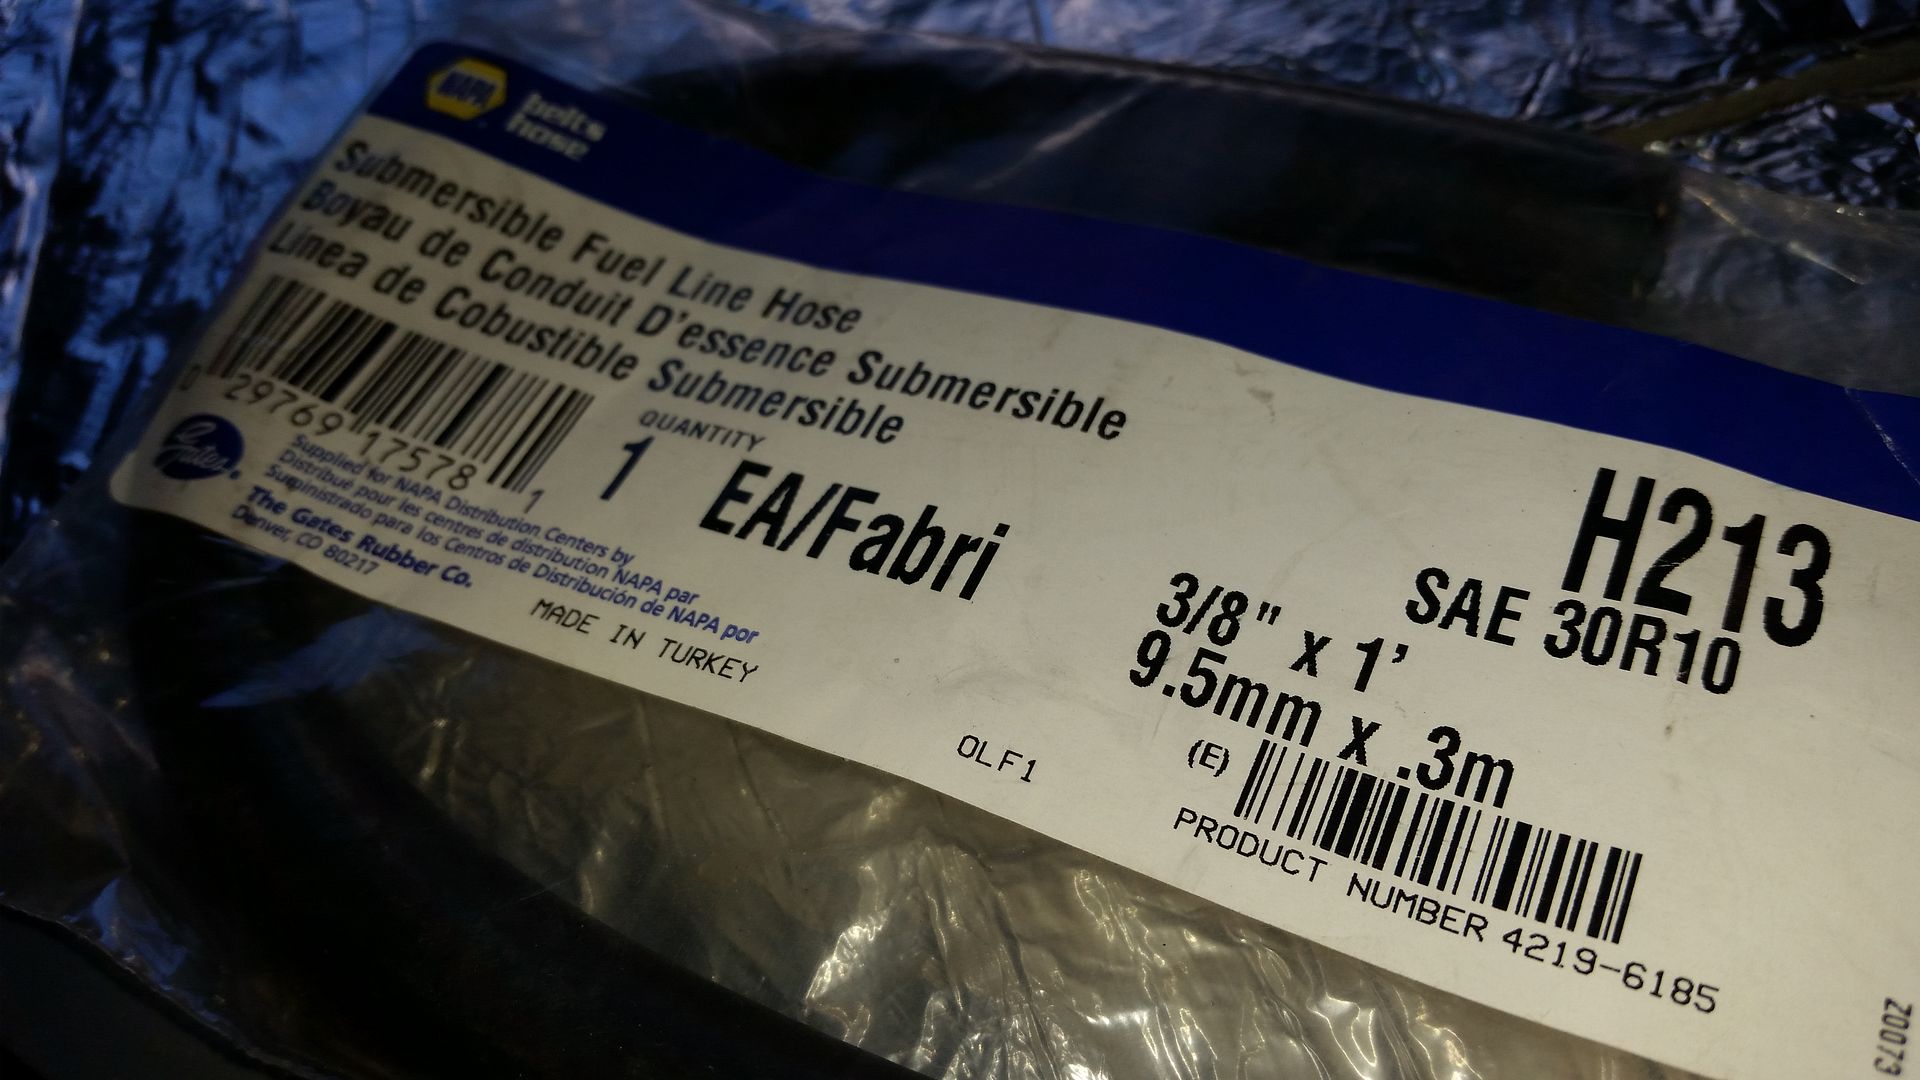 NAPA
belts
hose
Submersible Fuel Line Hose
Boyau de Conduit D'essence Submersible
Linea de Cobustible Submersible
0 29769 17578 1
QUANTITY
1 EA/Fabri
Gates
Supplied for NAPA Distribution Centers by
Distribué pour les centres de distribution NAPA par
Suministrado para los Centros de Distribución de NAPA por
The Gates Rubber Co.
Denver, CO 80217
MADE IN TURKEY
H213
SAE 30R10
3/8" x 1'
9.5mm x .3m
(E)
OLF1
PRODUCT NUMBER 4219-6185
20073